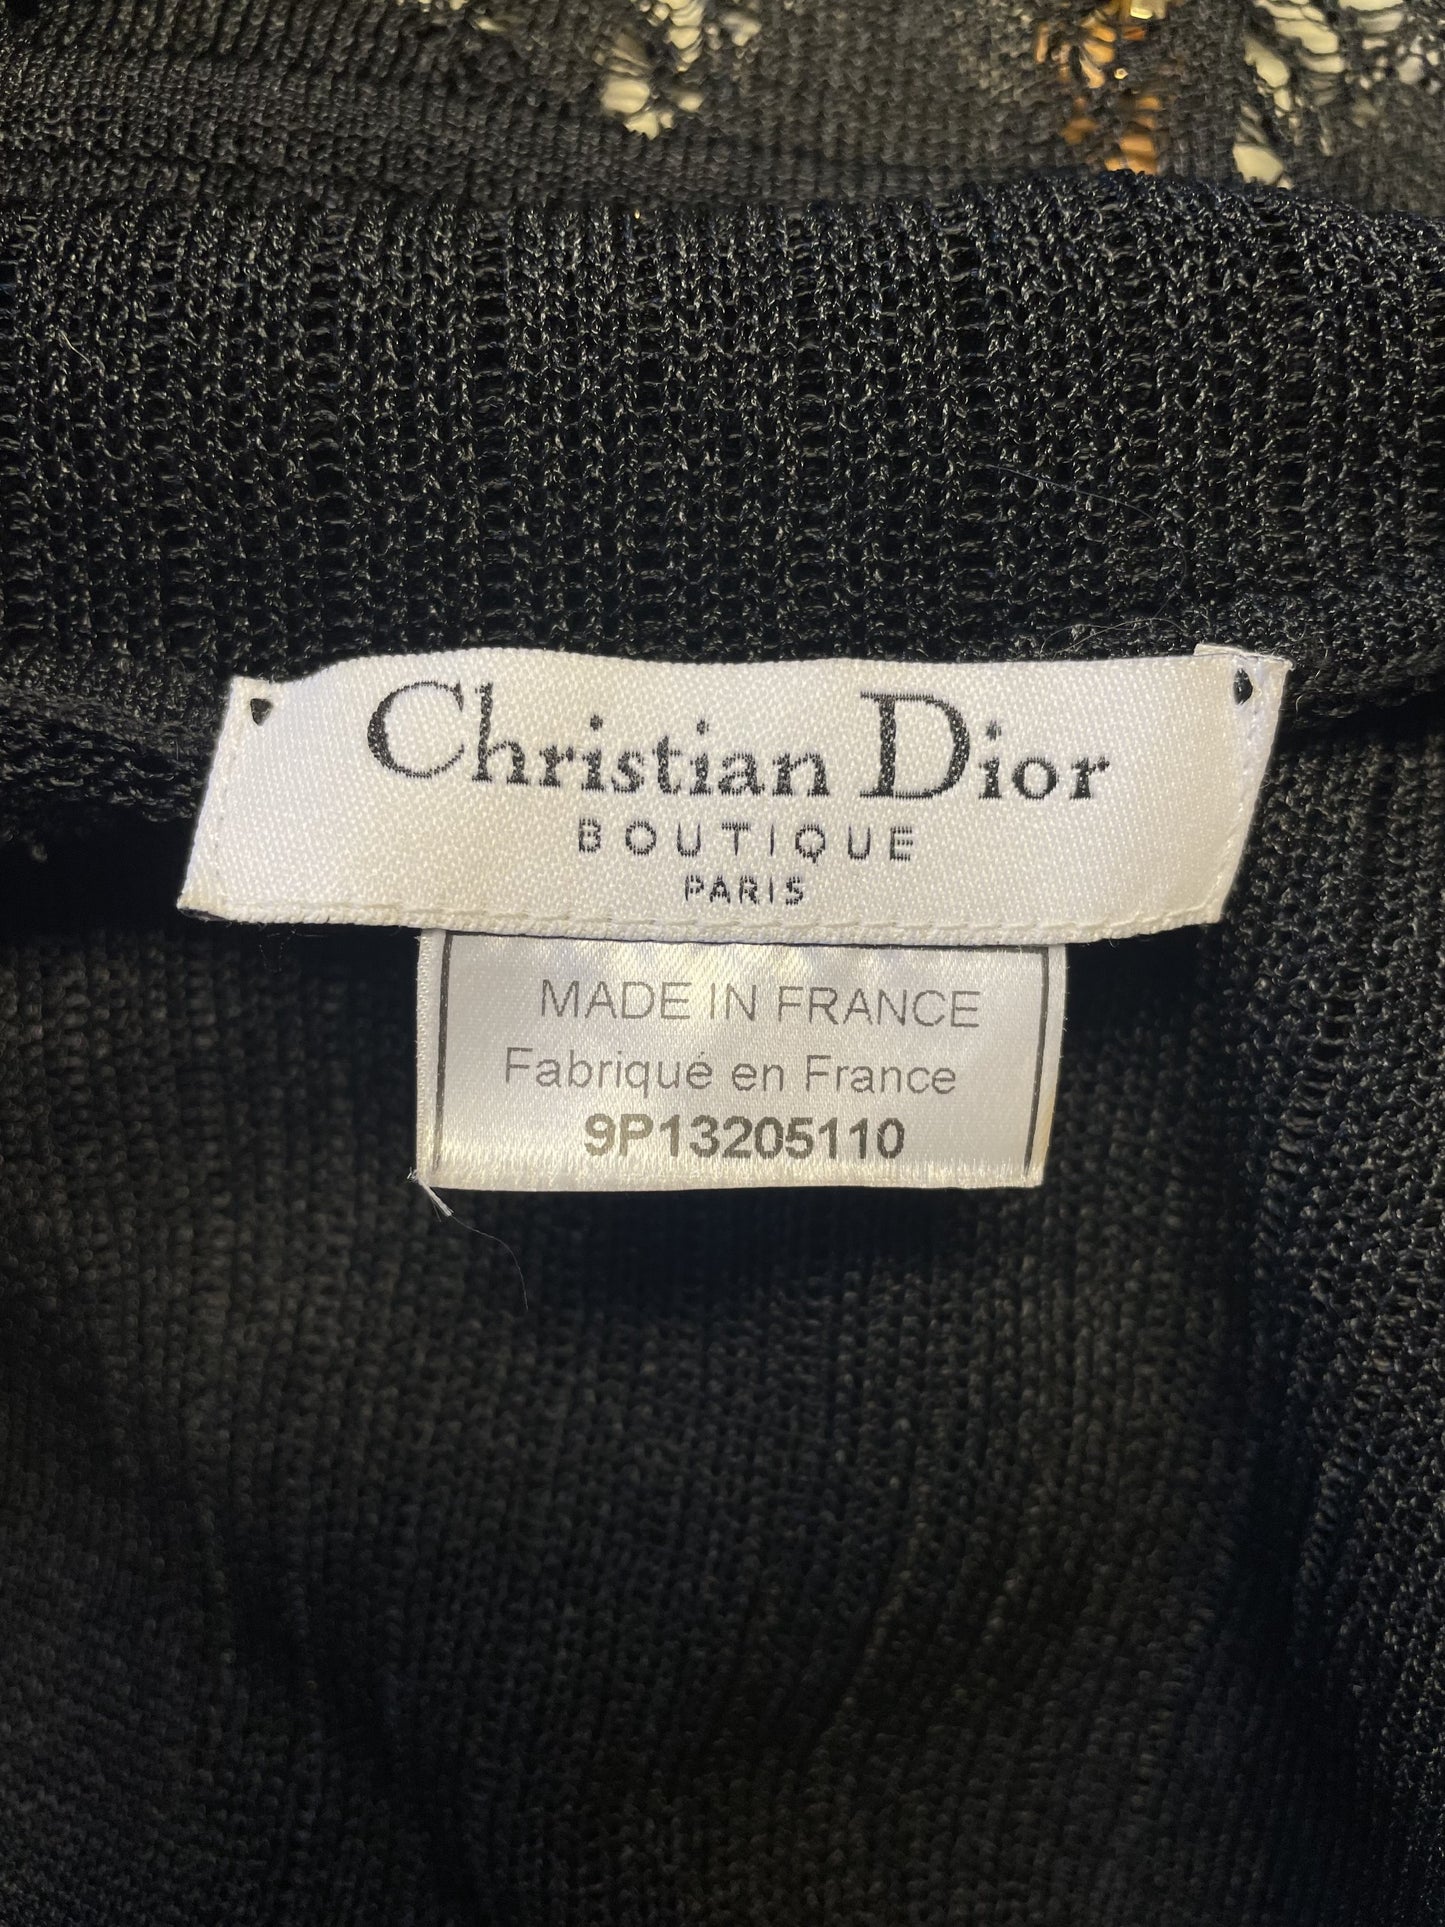 Christian Dior
BOUTIQUE
PARIS
MADE IN FRANCE
Fabriqué en France
9P13205110